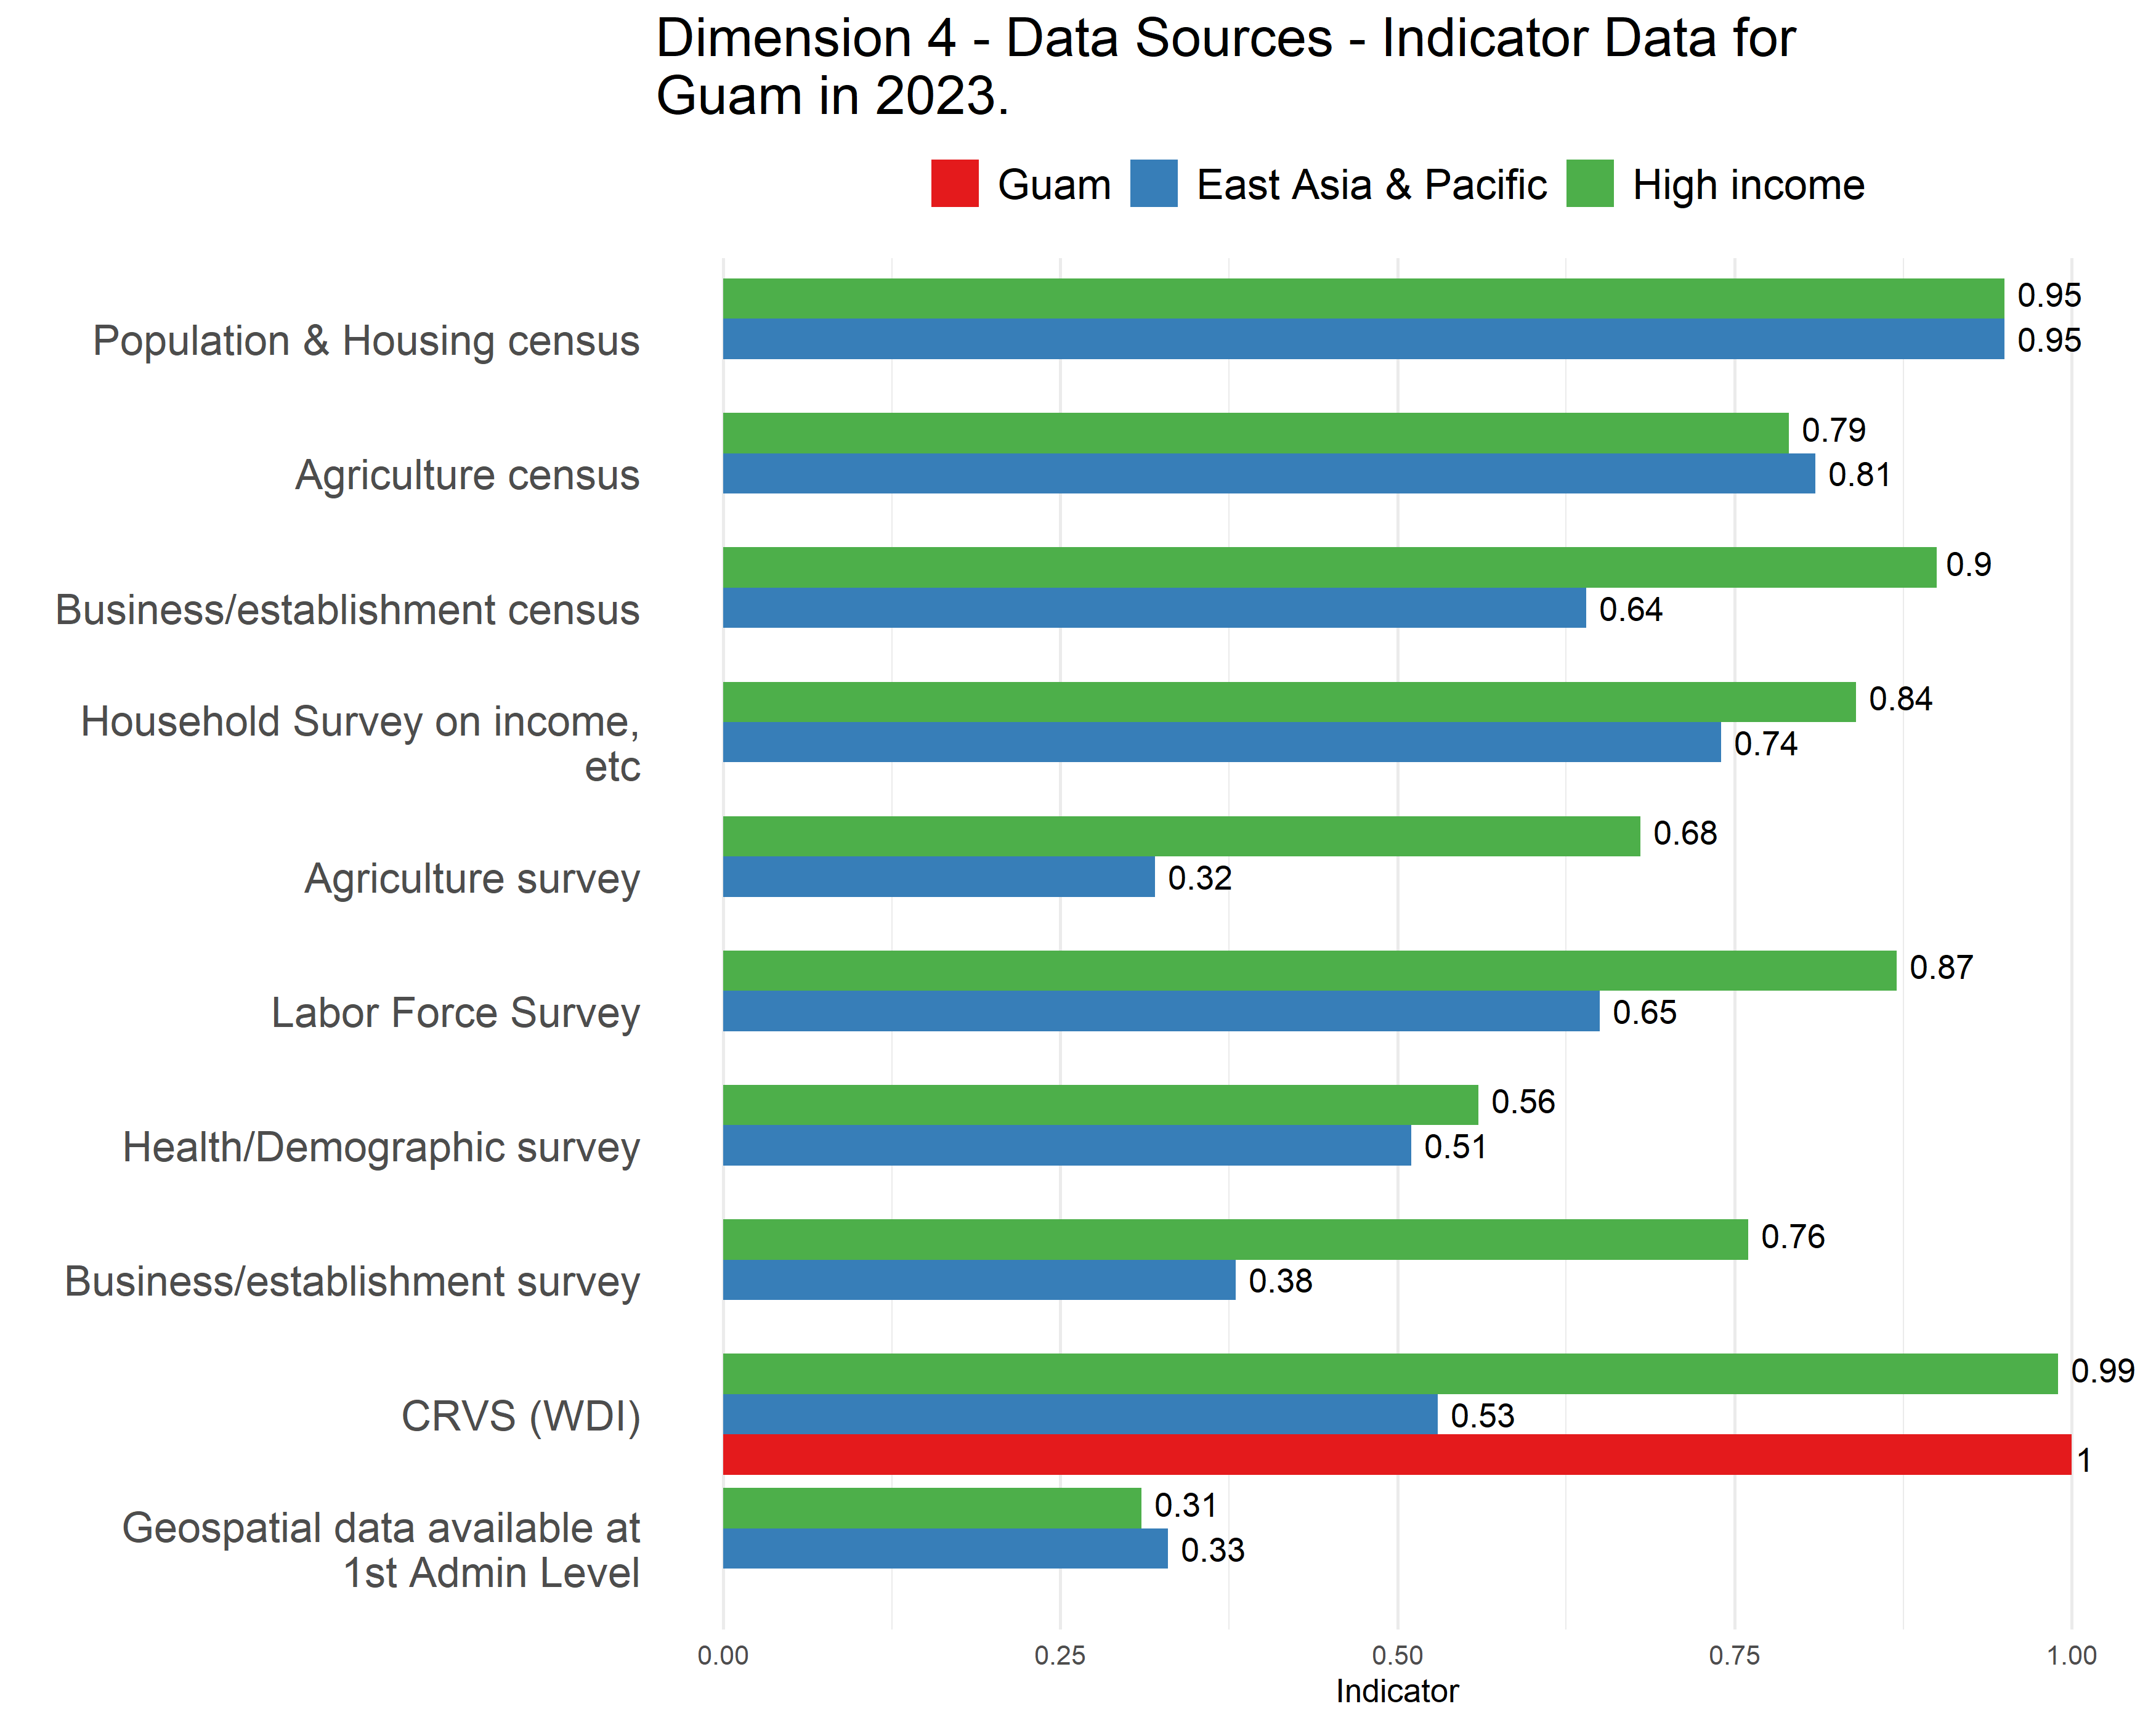 Dimension 4 - Data Sources - Indicator Data for
Guam in 2023.
Guam East Asia & Pacific High income
Population & Housing census
0.95
0.95
Agriculture census
0.79
0.81
Business/establishment census
0.9
0.64
Household Survey on income,
etc
0.84
0.74
Agriculture survey
0.68
0.32
Labor Force Survey
0.87
0.65
Health/Demographic survey
0.56
0.51
Business/establishment survey
0.76
0.38
CRVS (WDI)
0.99
0.53
1
Geospatial data available at
1st Admin Level
0.31
0.33
0.00 0.25 0.50 0.75 1.00
Indicator